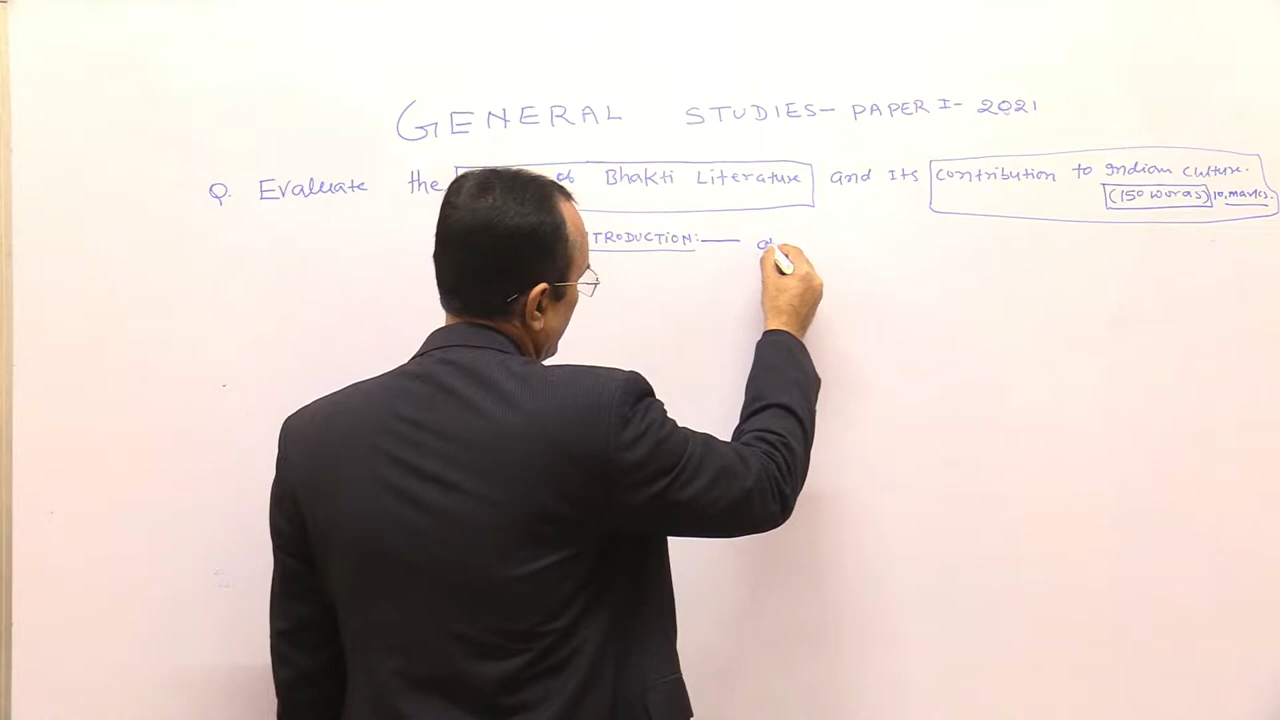 GENERAL STUDIES- PAPER I- 2021
Q. Evaluate the of Bhakti Literature and Its contribution to Indian Culture.
(150 words) 10, marks.
TRODUCTION:—